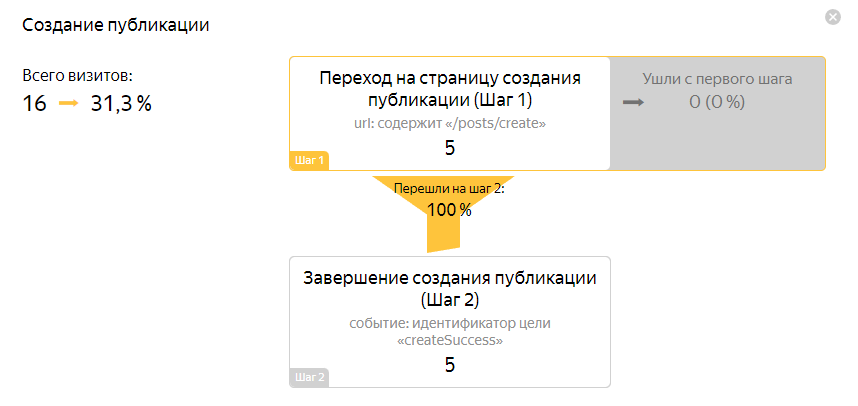 Создание публикации
Всего визитов:
16 31,3 %
Переход на страницу создания
публикации (Шаг 1)
url: содержит «/posts/create»
5
Шаг 1
Ушли с первого шага
0 (0 %)
Перешли на шаг 2:
100 %
Завершение создания публикации
(Шаг 2)
событие: идентификатор цели
«createSuccess»
5
Шаг 2